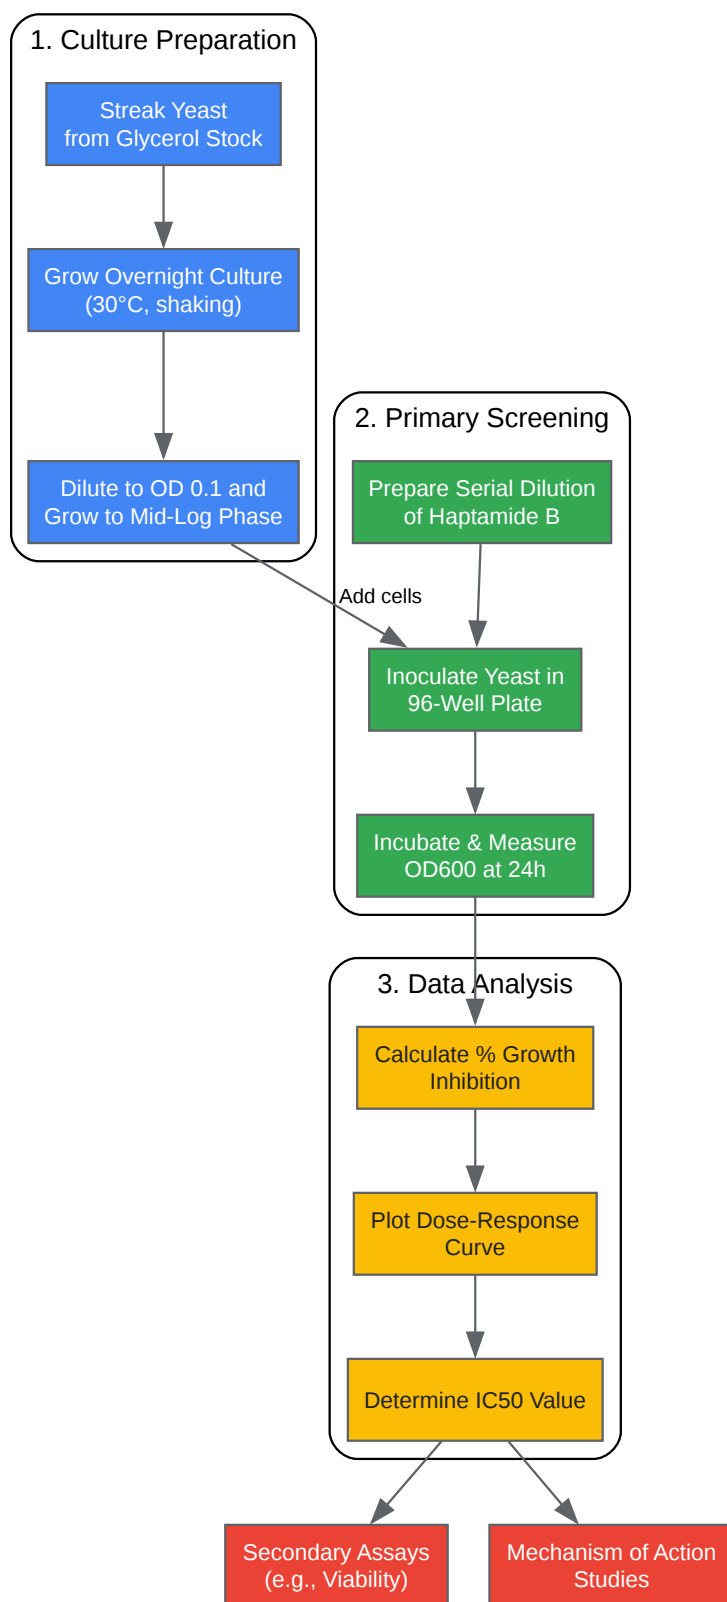 1. Culture Preparation
Streak Yeast
from Glycerol Stock
Grow Overnight Culture
(30°C, shaking)
Dilute to OD 0.1 and
Grow to Mid-Log Phase
2. Primary Screening
Prepare Serial Dilution
of Haptamide B
Add cells
Inoculate Yeast in
96-Well Plate
Incubate & Measure
OD600 at 24h
3. Data Analysis
Calculate % Growth
Inhibition
Plot Dose-Response
Curve
Determine IC50 Value
Secondary Assays
(e.g., Viability)
Mechanism of Action
Studies